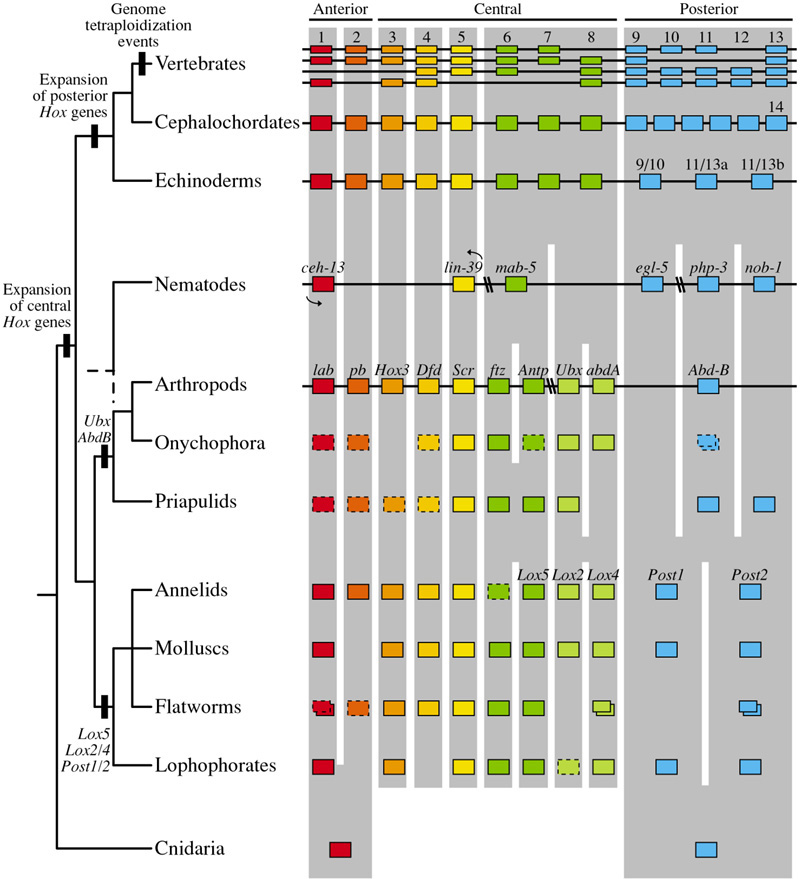 Genome
tetraploidization
events
Anterior Central Posterior
1 2 3 4 5 6 7 8 9 10 11 12 13
Vertebrates
Expansion
of posterior
Hox genes
14
Cephalochordates
9/10 11/13a 11/13b
Echinoderms
ceh-13 lin-39 mab-5 egl-5 php-3 nob-1
Nematodes
Expansion
of central
Hox genes
lab pb Hox3 Dfd Scr ftz Antp Ubx abdA Abd-B
Arthropods
Ubx
AbdB
Onychophora
Priapulids
Lox5 Lox2 Lox4 Post1 Post2
Annelids
Molluscs
Flatworms
Lox5
Lox2/4
Post1/2
Lophophorates
Cnidaria